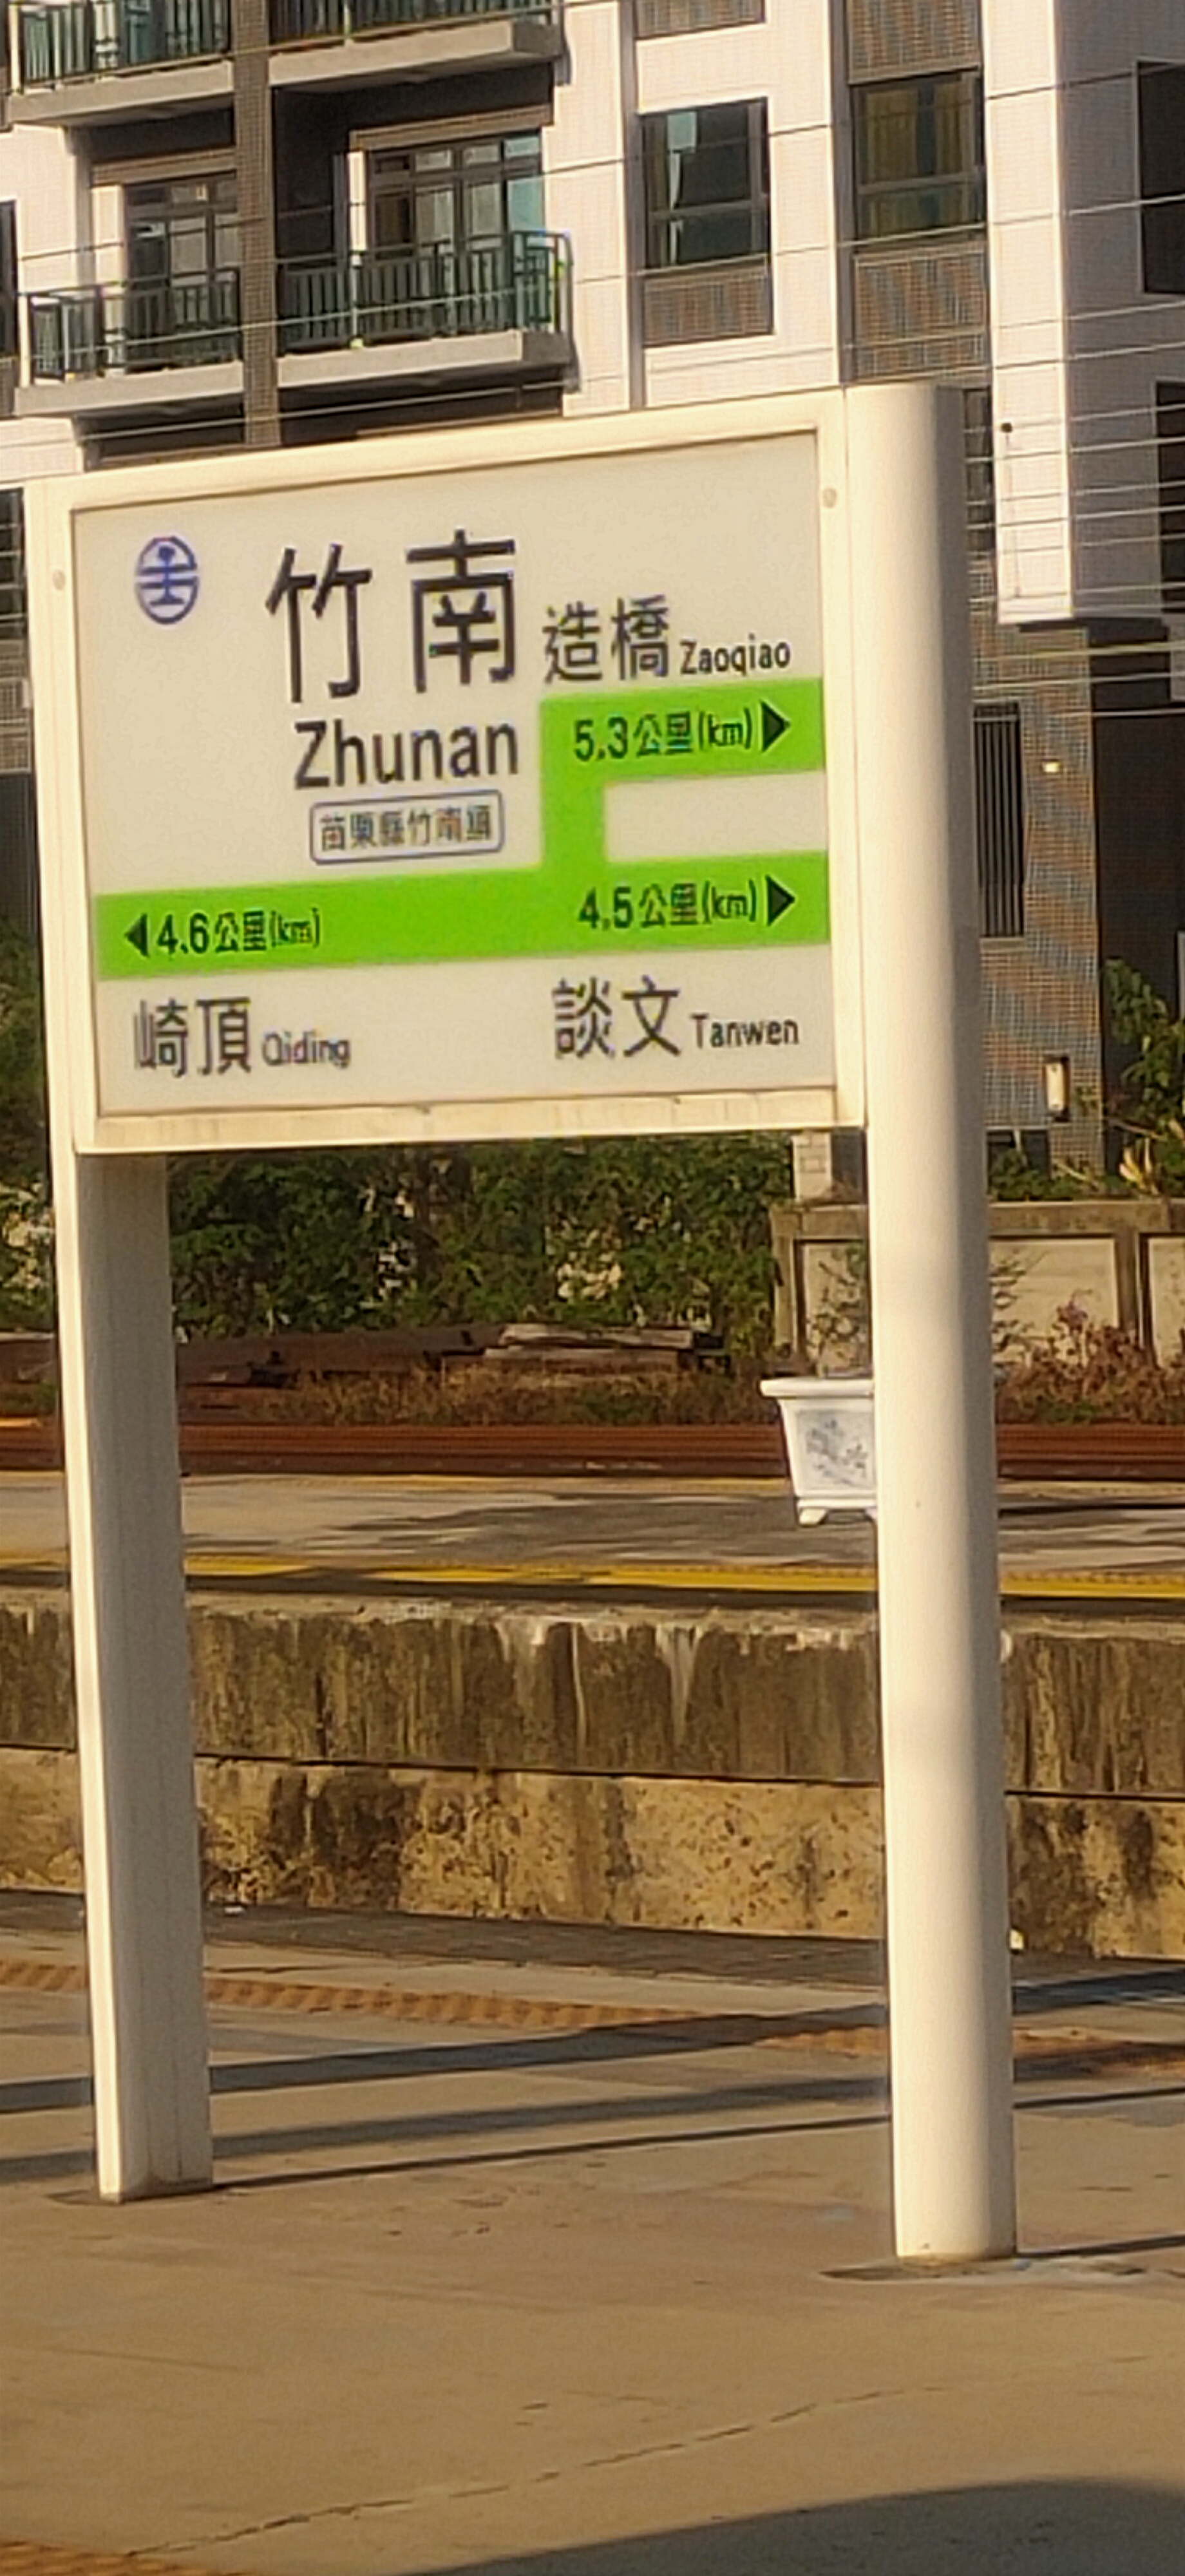 竹南
Zhunan
苗栗縣竹南鎮
造橋 Zaoqiao
5.3公里(km)▶
◀4.6公里(km)
4.5公里(km)▶
崎頂 Qiding
談文 Tanwen